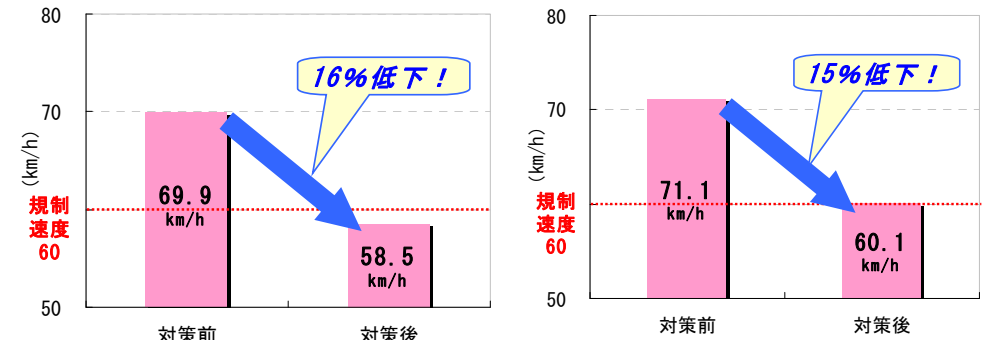 80
70
50
(km/h)
規制
速度
60
16%低下！
69.9
km/h
58.5
km/h
対策前
対策後
80
70
50
(km/h)
規制
速度
60
15%低下！
71.1
km/h
60.1
km/h
対策前
対策後